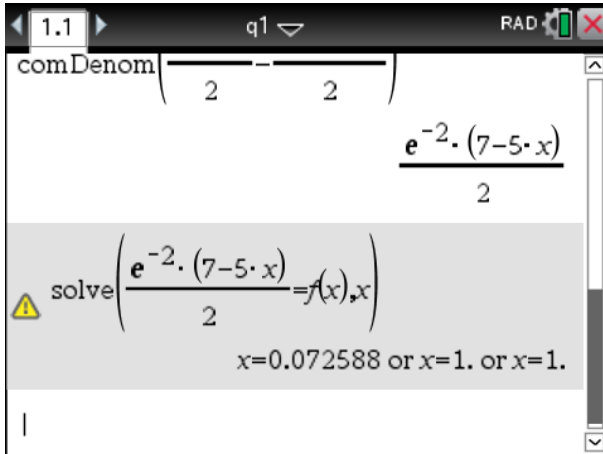 1.1 q1 RAD
comDenom( /2 - /2 )
e^-2·(7-5·x)/2
solve(e^-2·(7-5·x)/2=f(x),x)
x=0.072588 or x=1. or x=1.